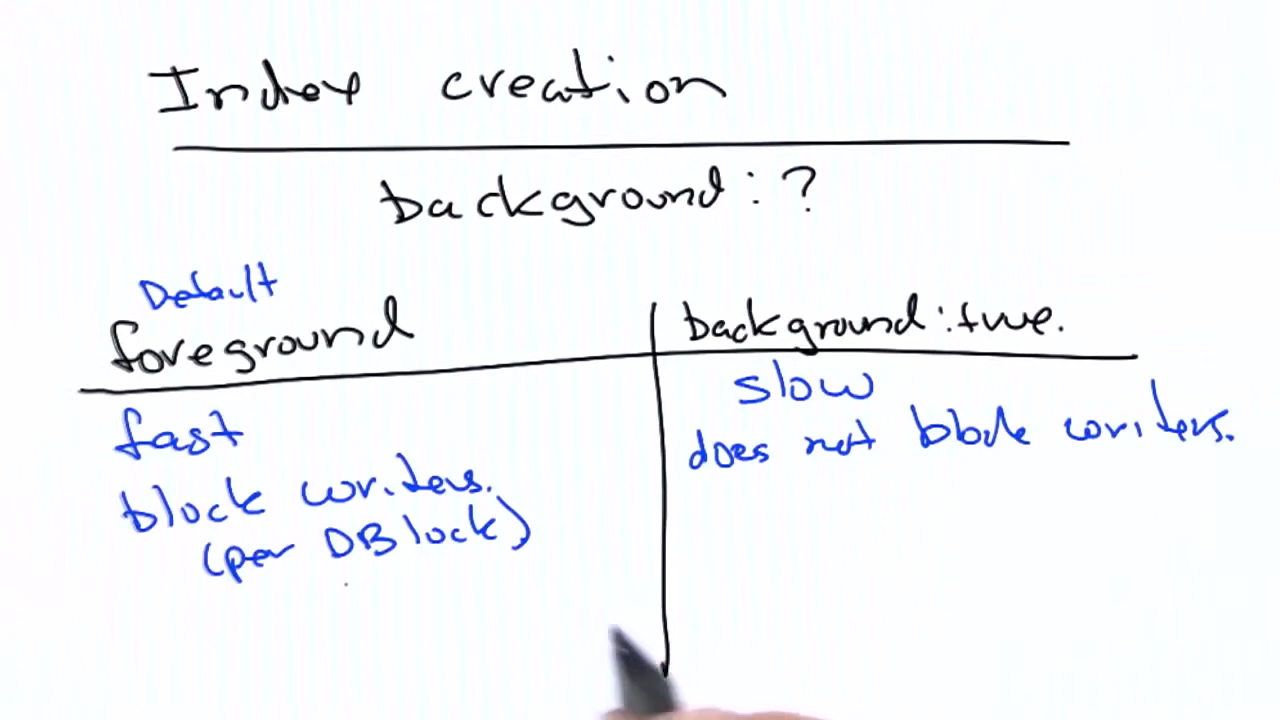 Index creation
background: ?
Default
foreground
background: true.
fast
block writers.
(per DB lock)
slow
does not block writers.